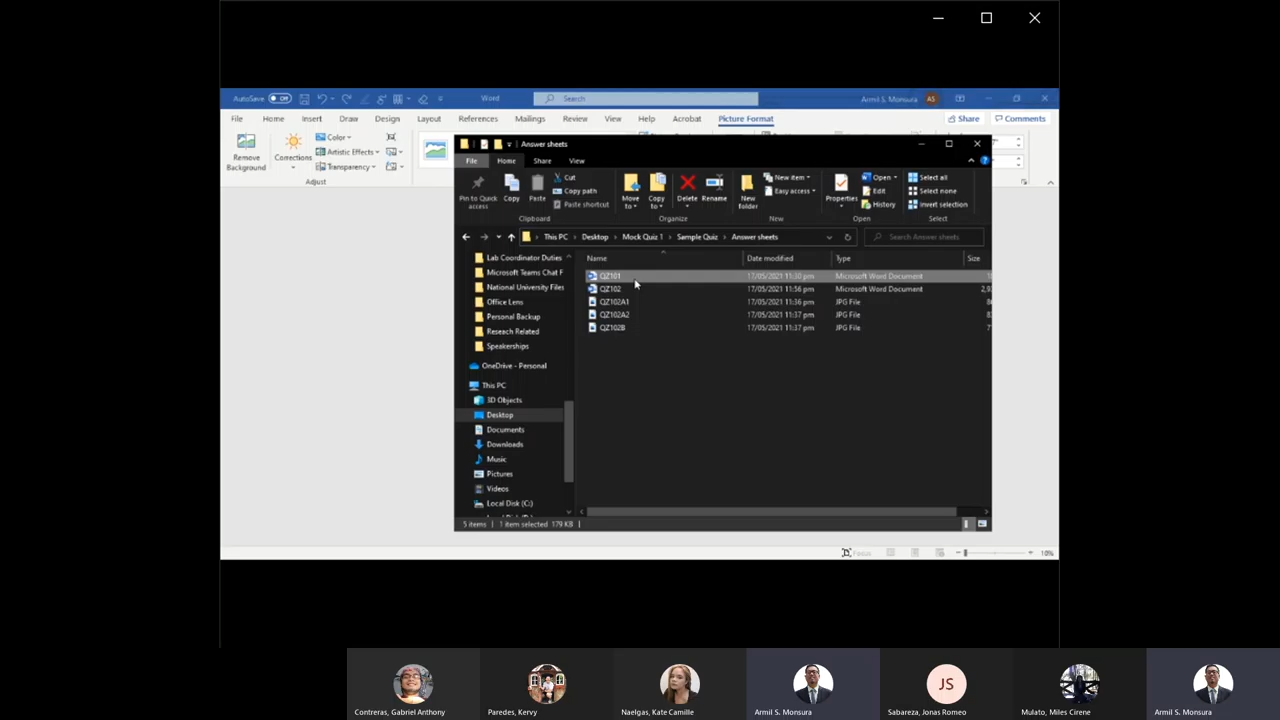 AutoSave Off Word Search Armil S. Monsura AS
File Home Insert Draw Design Layout References Mailings Review View Help Acrobat Picture Format Share Comments
Remove Background
Corrections
Color
Artistic Effects
Transparency
Adjust
Answer sheets
File Home Share View
Pin to Quick access
Copy
Paste
Cut
Copy path
Paste shortcut
Clipboard
Move to
Copy to
Delete
Rename
Organize
New folder
New item
Easy access
New
Properties
Open
Edit
History
Open
Select all
Select none
Invert selection
Select
This PC Desktop Mock Quiz 1 Sample Quiz Answer sheets Search Answer sheets
Name Date modified Type Size
QZ101 17/05/2021 11:30 pm Microsoft Word Document
QZ102 17/05/2021 11:56 pm Microsoft Word Document 2,9
QZ102A1 17/05/2021 11:36 pm JPG File
QZ102A2 17/05/2021 11:37 pm JPG File
QZ102B 17/05/2021 11:37 pm JPG File
Lab Coordinator Duties
Microsoft Teams Chat F
National University Files
Office Lens
Personal Backup
Reseach Related
Speakerships
OneDrive - Personal
This PC
3D Objects
Desktop
Documents
Downloads
Music
Pictures
Videos
Local Disk (C:)
5 items 1 item selected 179 KB
Focus 10%
Contreras, Gabriel Anthony
Paredes, Kervy
Naelgas, Kate Camille
Armil S. Monsura
JS
Sabareza, Jonas Romeo
Mulato, Miles Cirene
Armil S. Monsura